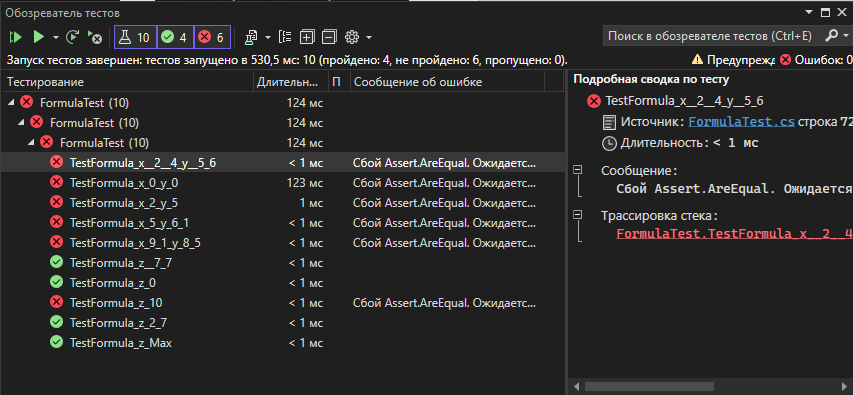 Обозреватель тестов
10 4 6
Поиск в обозревателе тестов (Ctrl+E)
Запуск тестов завершен: тестов запущено в 530,5 мс: 10 (пройдено: 4, не пройдено: 6, пропущено: 0).
Предупрежд Ошибок: 0
Тестирование Длительн... П Сообщение об ошибке
FormulaTest (10) 124 мс
FormulaTest (10) 124 мс
FormulaTest (10) 124 мс
TestFormula_x__2__4_y__5_6 < 1 мс Сбой Assert.AreEqual. Ожидаетс...
TestFormula_x_0_y_0 123 мс Сбой Assert.AreEqual. Ожидаетс...
TestFormula_x_2_y_5 1 мс Сбой Assert.AreEqual. Ожидаетс...
TestFormula_x_5_y_6_1 < 1 мс Сбой Assert.AreEqual. Ожидаетс...
TestFormula_x_9_1_y_8_5 < 1 мс Сбой Assert.AreEqual. Ожидаетс...
TestFormula_z__7_7 < 1 мс
TestFormula_z_0 < 1 мс
TestFormula_z_10 < 1 мс Сбой Assert.AreEqual. Ожидаетс...
TestFormula_z_2_7 < 1 мс
TestFormula_z_Max < 1 мс
Подробная сводка по тесту
TestFormula_x__2__4_y__5_6
Источник: FormulaTest.cs строка 72
Длительность: < 1 мс
Сообщение:
Сбой Assert.AreEqual. Ожидается
Трассировка стека:
FormulaTest.TestFormula_x__2__4